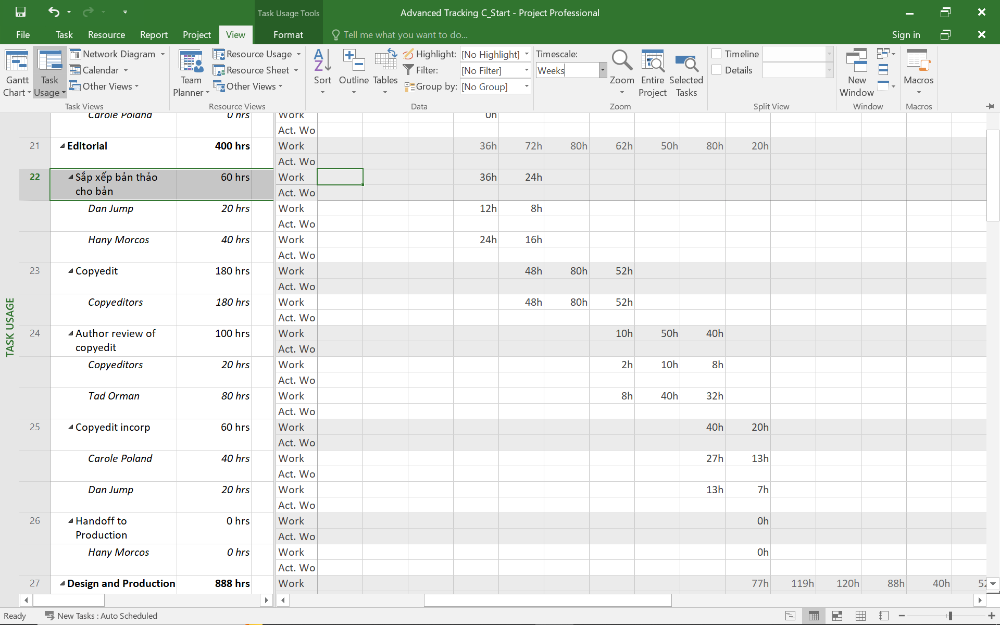 Task Usage Tools
Advanced Tracking C_Start - Project Professional
File Task Resource Report Project View Format Tell me what you want to do... Sign in
Gantt Chart
Task Usage
Network Diagram
Calendar
Other Views
Task Views
Team Planner
Resource Usage
Resource Sheet
Other Views
Resource Views
Sort
Outline
Tables
Highlight: [No Highlight]
Filter: [No Filter]
Group by: [No Group]
Data
Timescale:
Weeks
Zoom
Entire Project
Selected Tasks
Zoom
Timeline
Details
Split View
New Window
Window
Macros
Macros
TASK USAGE
Carole Poland 0 hrs Work 0h
Act. Wo
21 Editorial 400 hrs Work 36h 72h 80h 62h 50h 80h 20h
Act. Wo
22 Sắp xếp bản thảo 60 hrs Work 36h 24h
cho bản Act. Wo
Dan Jump 20 hrs Work 12h 8h
Act. Wo
Hany Morcos 40 hrs Work 24h 16h
Act. Wo
23 Copyedit 180 hrs Work 48h 80h 52h
Act. Wo
Copyeditors 180 hrs Work 48h 80h 52h
Act. Wo
24 Author review of 100 hrs Work 10h 50h 40h
copyedit Act. Wo
Copyeditors 20 hrs Work 2h 10h 8h
Act. Wo
Tad Orman 80 hrs Work 8h 40h 32h
Act. Wo
25 Copyedit incorp 60 hrs Work 40h 20h
Act. Wo
Carole Poland 40 hrs Work 27h 13h
Act. Wo
Dan Jump 20 hrs Work 13h 7h
Act. Wo
26 Handoff to 0 hrs Work 0h
Production Act. Wo
Hany Morcos 0 hrs Work 0h
Act. Wo
27 Design and Production 888 hrs Work 77h 119h 120h 88h 40h 52
Ready New Tasks : Auto Scheduled